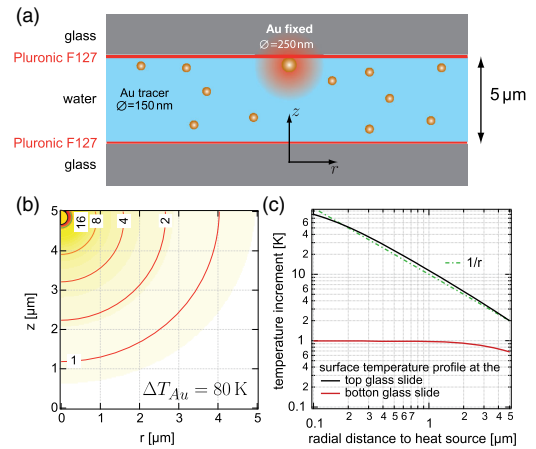 (a)
glass
Au fixed
Ø=250 nm
Pluronic F127
water
Au tracer
Ø=150 nm
z
r
5 µm
Pluronic F127
glass
(b)
5
4
3
2
1
0
z [µm]
16
8
4
2
1
ΔT_Au = 80 K
0
1
2
3
4
5
r [µm]
(c)
temperature increment [K]
6
4
2
10
6
4
2
1
6
4
2
0.1
1/r
surface temperature profile at the
top glass slide
botton glass slide
0.1
2
3
4
5
6
7
1
2
3
4
5
radial distance to heat source [µm]